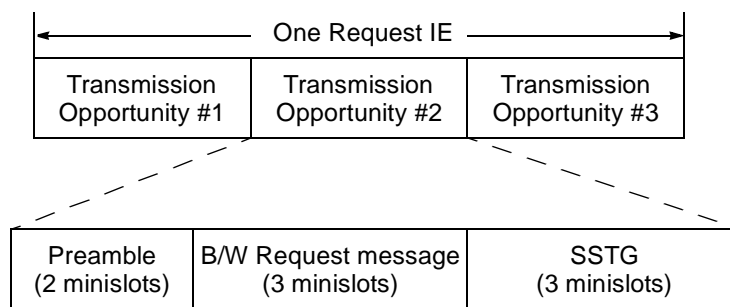 One Request IE
Transmission Opportunity #1
Transmission Opportunity #2
Transmission Opportunity #3
Preamble (2 minislots)
B/W Request message (3 minislots)
SSTG (3 minislots)